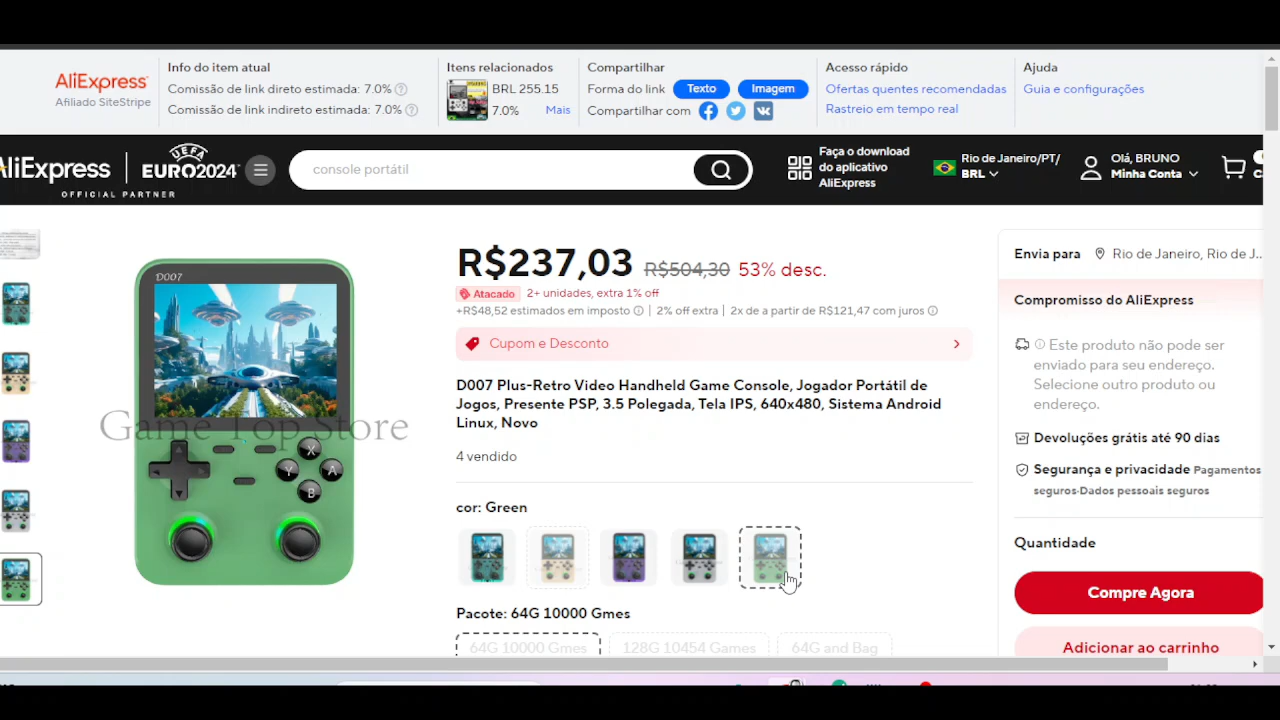 AliExpress
Afiliado SiteStripe
Info do item atual
Comissão de link direto estimada: 7.0%
Comissão de link indireto estimada: 7.0%
Itens relacionados
BRL 255.15
7.0% Mais
Compartilhar
Forma do link Texto Imagem
Compartilhar com
Acesso rápido
Ofertas quentes recomendadas
Rastreio em tempo real
Ajuda
Guia e configurações
AliExpress
UEFA
EURO2024
OFFICIAL PARTNER
console portátil
Faça o download
do aplicativo
AliExpress
Rio de Janeiro/PT/
BRL
Olá, BRUNO
Minha Conta
D007
X
Y A
B
Game Top Store
R$237,03 R$504,30 53% desc.
Atacado 2+ unidades, extra 1% off
+R$48,52 estimados em imposto | 2% off extra | 2x de a partir de R$121,47 com juros
Cupom e Desconto
D007 Plus-Retro Video Handheld Game Console, Jogador Portátil de
Jogos, Presente PSP, 3.5 Polegada, Tela IPS, 640x480, Sistema Android
Linux, Novo
4 vendido
cor: Green
Pacote: 64G 10000 Gmes
64G 10000 Gmes 128G 10454 Games 64G and Bag
Envia para Rio de Janeiro, Rio de J...
Compromisso do AliExpress
Este produto não pode ser
enviado para seu endereço.
Selecione outro produto ou
endereço.
Devoluções grátis até 90 dias
Segurança e privacidade Pagamentos
seguros·Dados pessoais seguros
Quantidade
Compre Agora
Adicionar ao carrinho